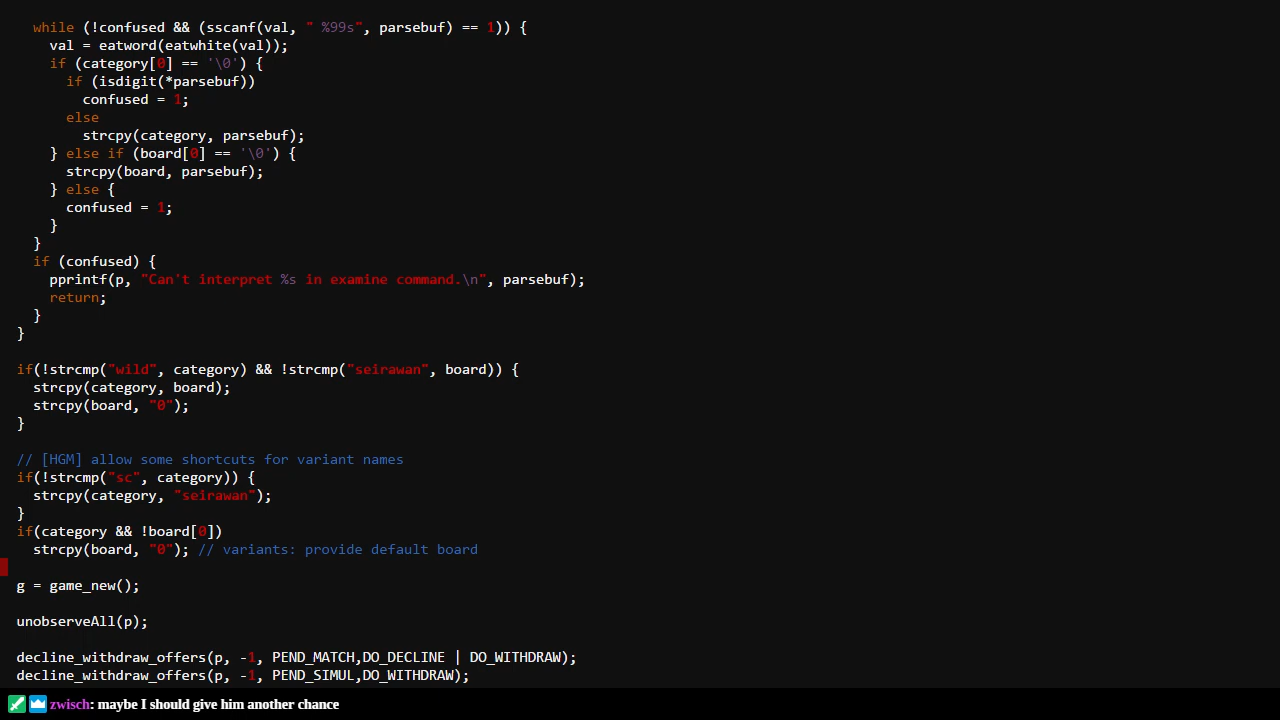 while (!confused && (sscanf(val, " %99s", parsebuf) == 1)) {
val = eatword(eatwhite(val));
if (category[0] == '\0') {
if (isdigit(*parsebuf))
confused = 1;
else
strcpy(category, parsebuf);
} else if (board[0] == '\0') {
strcpy(board, parsebuf);
} else {
confused = 1;
}
}
if (confused) {
pprintf(p, "Can't interpret %s in examine command.\n", parsebuf);
return;
}
}
if(!strcmp("wild", category) && !strcmp("seirawan", board)) {
strcpy(category, board);
strcpy(board, "0");
}
// [HGM] allow some shortcuts for variant names
if(!strcmp("sc", category)) {
strcpy(category, "seirawan");
}
if(category && !board[0])
strcpy(board, "0"); // variants: provide default board
g = game_new();
unobserveAll(p);
decline_withdraw_offers(p, -1, PEND_MATCH,DO_DECLINE | DO_WITHDRAW);
decline_withdraw_offers(p, -1, PEND_SIMUL,DO_WITHDRAW);
zwisch: maybe I should give him another chance